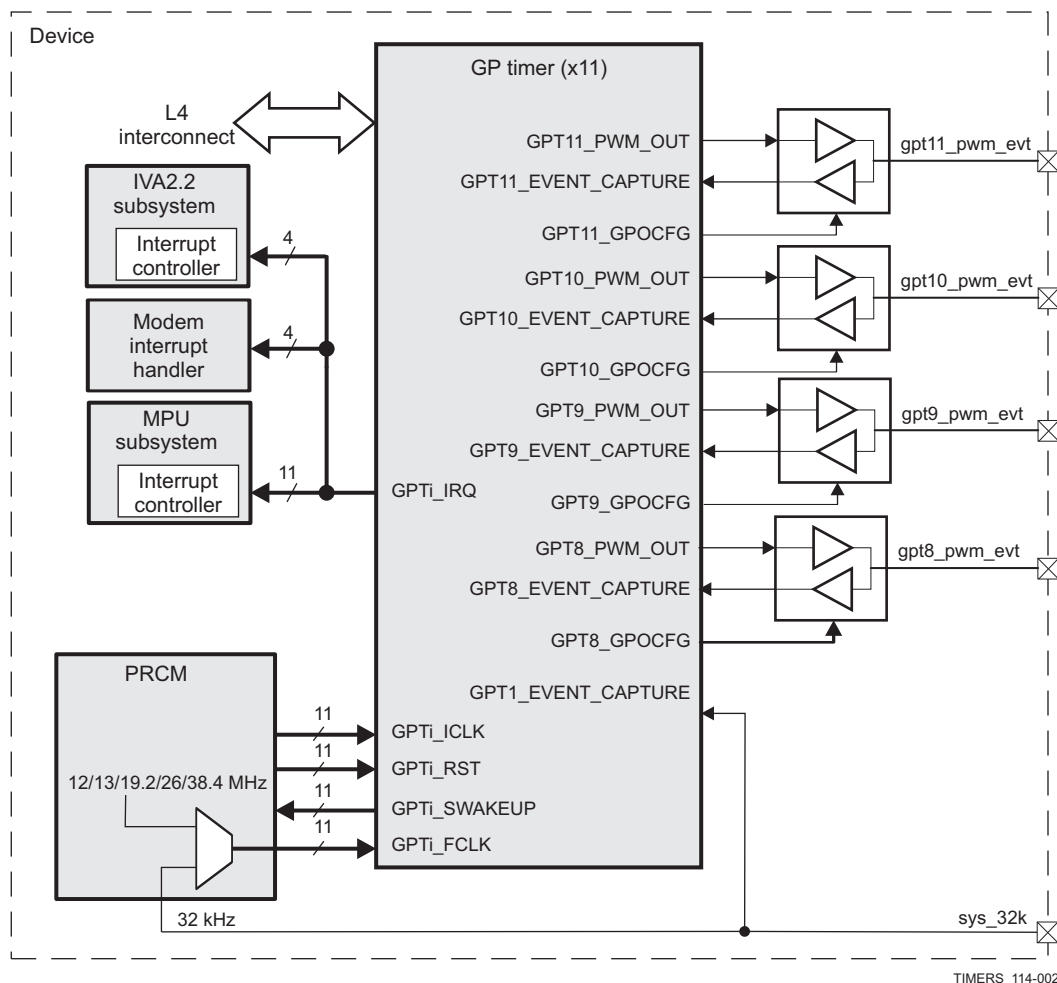 Device
GP timer (x11)
L4
interconnect
IVA2.2
subsystem
Interrupt
controller
4
Modem
interrupt
handler
4
MPU
subsystem
Interrupt
controller
11
GPTi_IRQ
GPT11_PWM_OUT
gpt11_pwm_evt
GPT11_EVENT_CAPTURE
GPT11_GPOCFG
GPT10_PWM_OUT
gpt10_pwm_evt
GPT10_EVENT_CAPTURE
GPT10_GPOCFG
GPT9_PWM_OUT
gpt9_pwm_evt
GPT9_EVENT_CAPTURE
GPT9_GPOCFG
GPT8_PWM_OUT
gpt8_pwm_evt
GPT8_EVENT_CAPTURE
GPT8_GPOCFG
GPT1_EVENT_CAPTURE
PRCM
11
GPTi_ICLK
11
GPTi_RST
12/13/19.2/26/38.4 MHz
11
GPTi_SWAKEUP
11
GPTi_FCLK
32 kHz
sys_32k
TIMERS_114-002